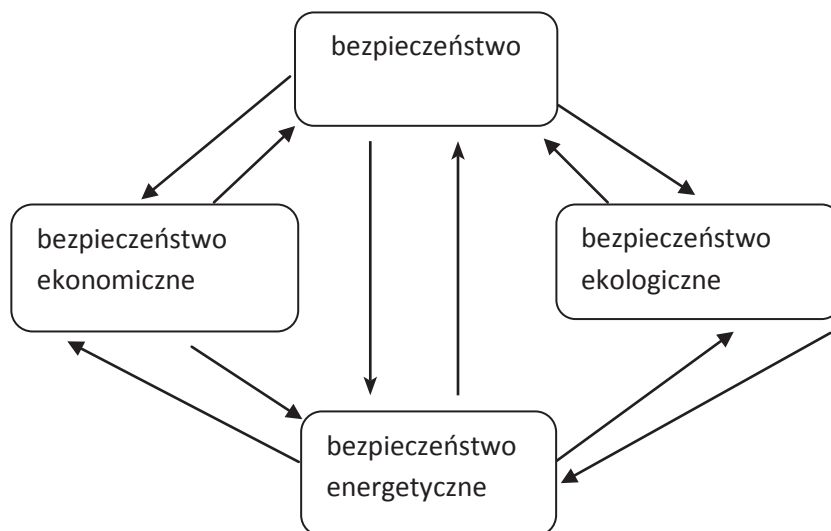 bezpieczeństwo
bezpieczeństwo
ekonomiczne
bezpieczeństwo
ekologiczne
bezpieczeństwo
energetyczne